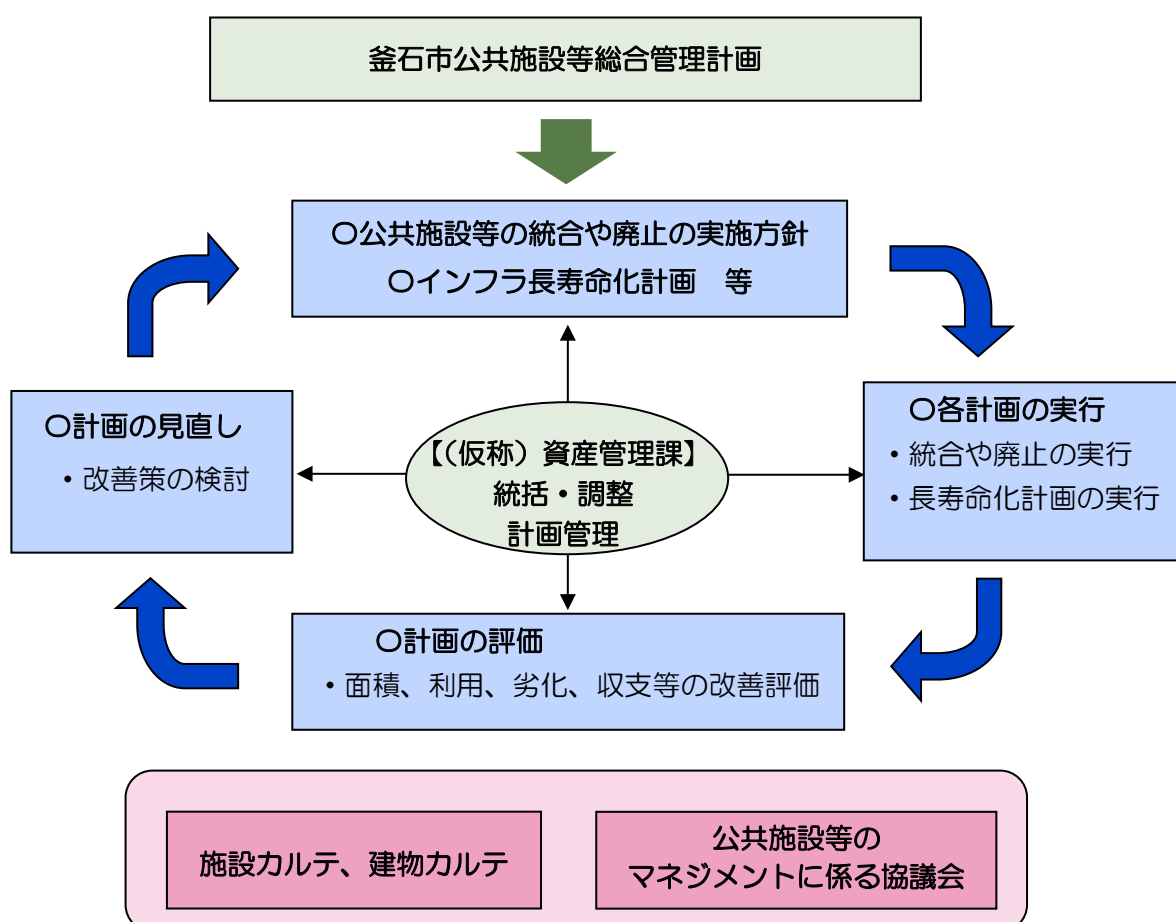 釜石市公共施設等総合管理計画
〇公共施設等の統合や廃止の実施方針
〇インフラ長寿命化計画　等
〇計画の見直し
・改善策の検討
【(仮称）資産管理課】
統括・調整
計画管理
〇各計画の実行
・統合や廃止の実行
・長寿命化計画の実行
〇計画の評価
・面積、利用、劣化、収支等の改善評価
施設カルテ、建物カルテ
公共施設等の
マネジメントに係る協議会